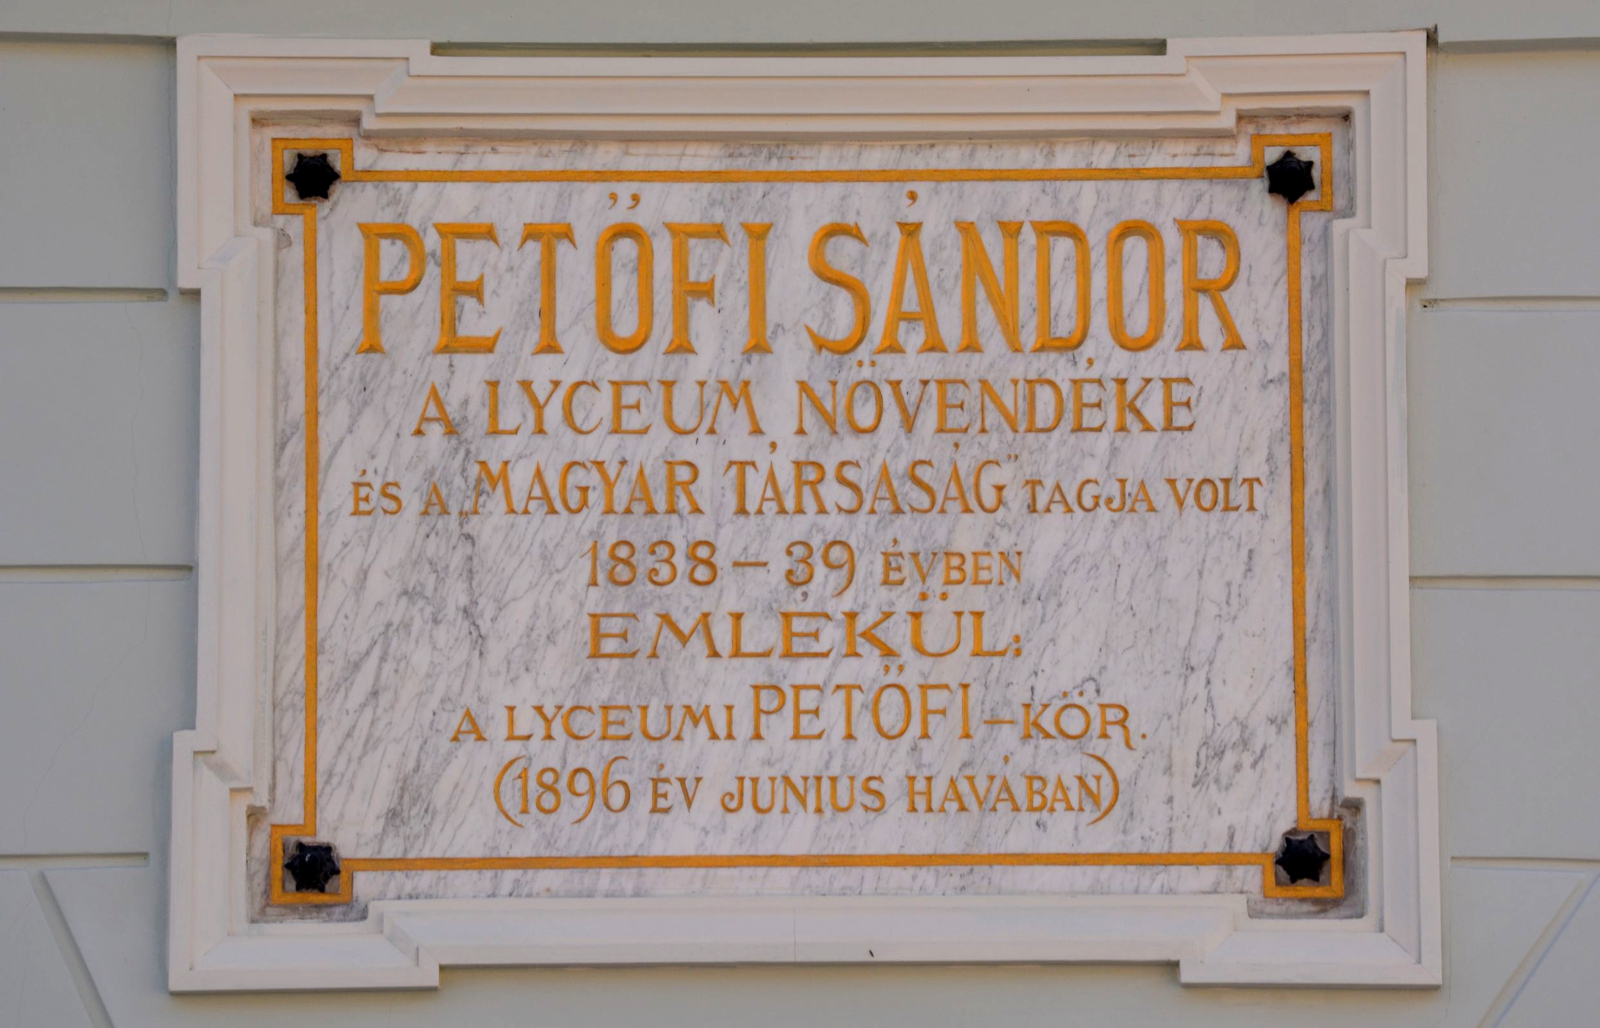 PETŐFI SÁNDOR
A LYCEUM NÖVENDÉKE
ÉS A „MAGYAR TÁRSASÁG" TAGJA VOLT
1838 – 39 ÉVBEN
EMLÉKÜL:
A LYCEUMI PETŐFI–KÖR.
(1896 ÉV JUNIUS HAVÁBAN)